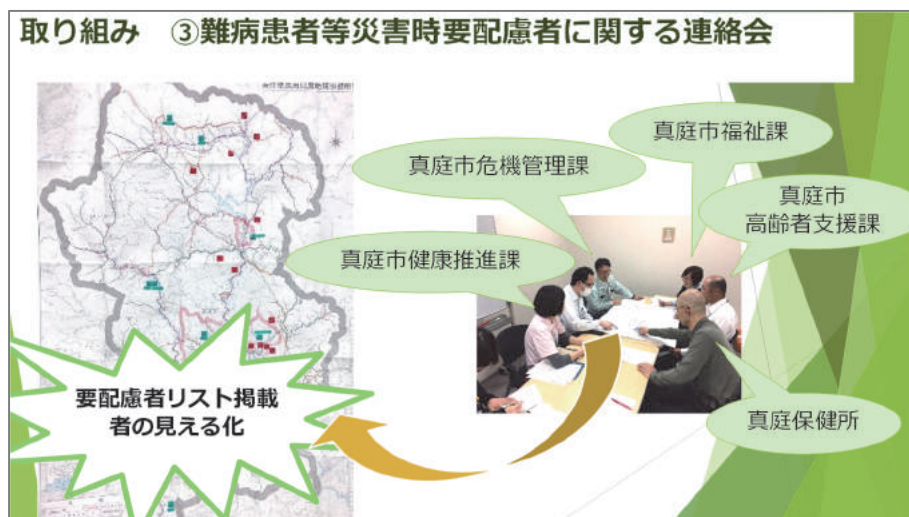 取り組み　③難病患者等災害時要配慮者に関する連絡会
真庭市福祉課
真庭市危機管理課
真庭市
高齢者支援課
真庭市健康推進課
要配慮者リスト掲載
者の見える化
真庭保健所